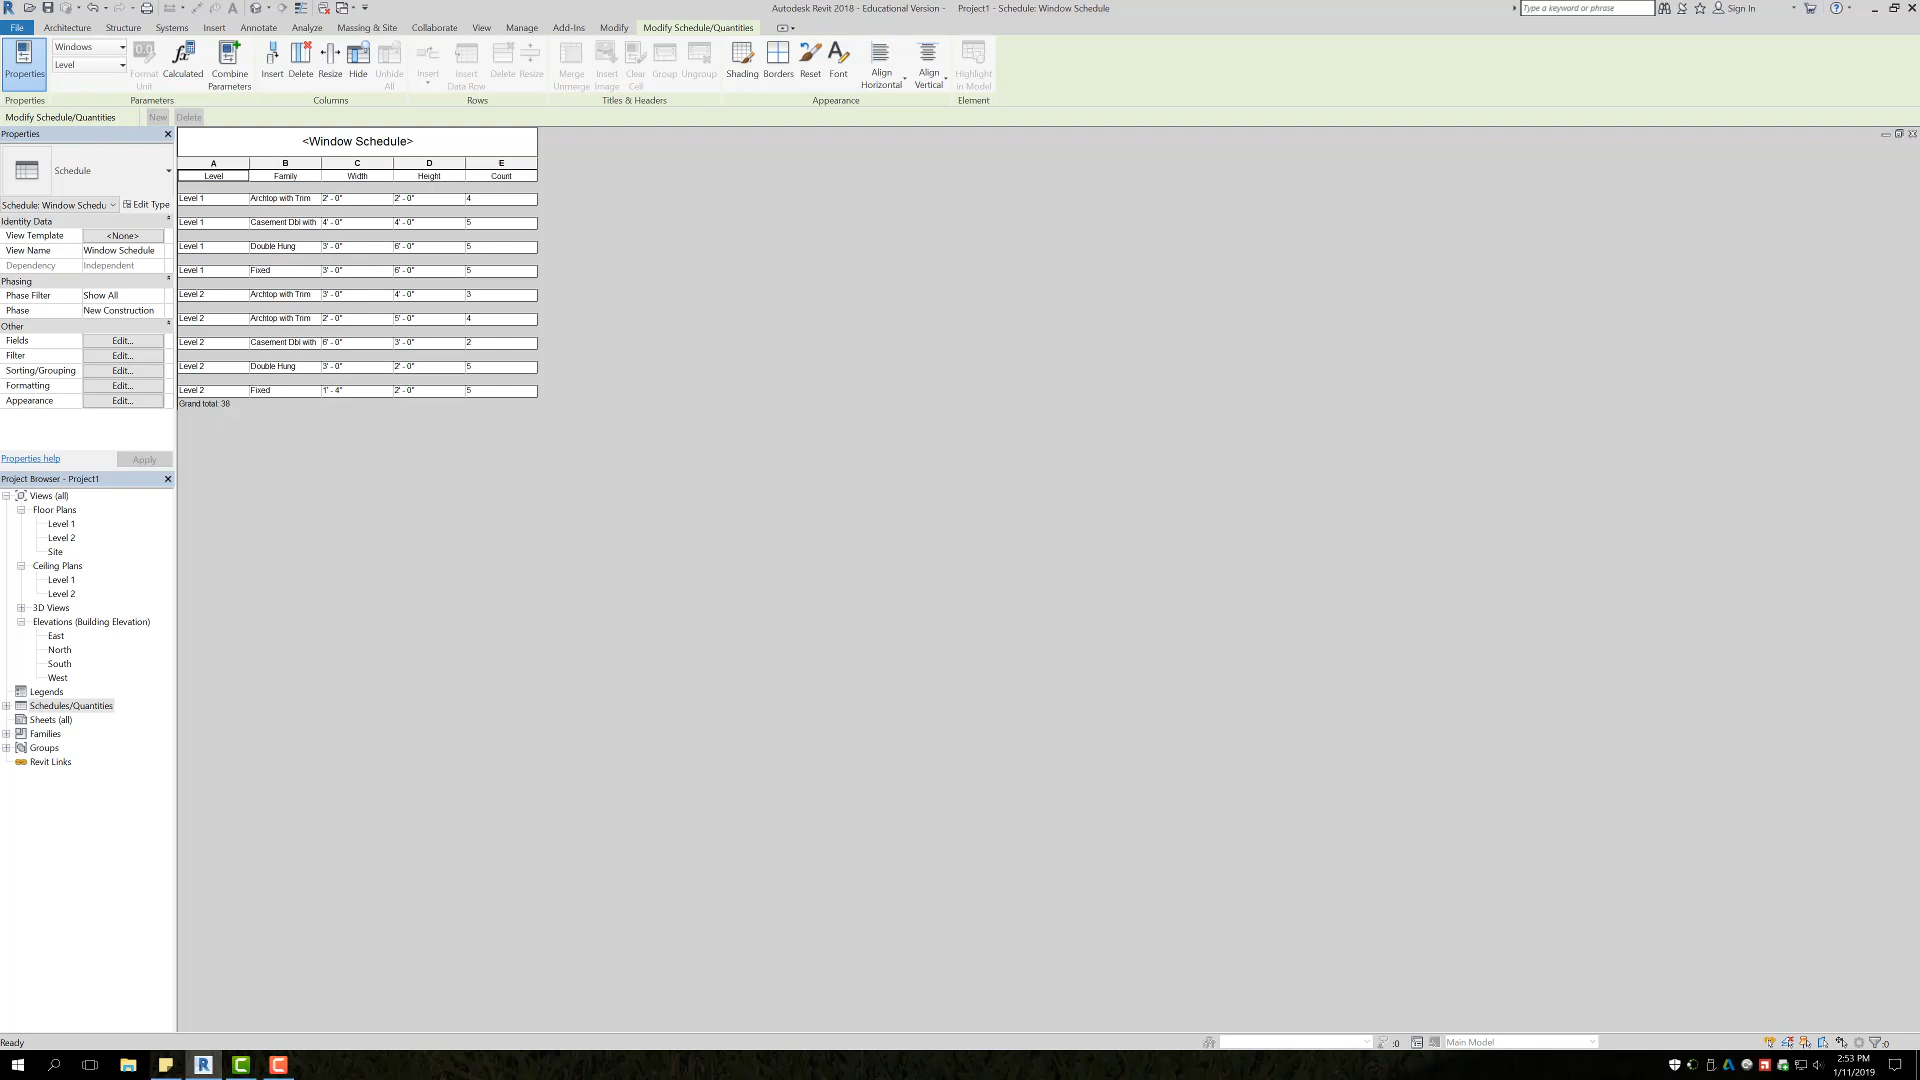 Autodesk Revit 2018 - Educational Version - Project1 - Schedule: Window Schedule
Type a keyword or phrase
Sign In
File Architecture Structure Systems Insert Annotate Analyze Massing & Site Collaborate View Manage Add-Ins Modify Modify Schedule/Quantities
Properties
Windows
Level
Format Unit
Calculated
Combine Parameters
Insert Delete Resize Hide Unhide All
Insert
Insert Data Row
Delete Resize
Merge Unmerge
Insert Image
Clear Cell
Group Ungroup
Shading Borders Reset Font
Align Horizontal
Align Vertical
Highlight in Model
Properties Parameters Columns Rows Titles & Headers Appearance Element
Modify Schedule/Quantities New Delete
Properties
Schedule
Schedule: Window Schedu Edit Type
Identity Data
View Template <None>
View Name Window Schedule
Dependency Independent
Phasing
Phase Filter Show All
Phase New Construction
Other
Fields Edit...
Filter Edit...
Sorting/Grouping Edit...
Formatting Edit...
Appearance Edit...
Properties help Apply
Project Browser - Project1
Views (all)
Floor Plans
Level 1
Level 2
Site
Ceiling Plans
Level 1
Level 2
3D Views
Elevations (Building Elevation)
East
North
South
West
Legends
Schedules/Quantities
Sheets (all)
Families
Groups
Revit Links
<Window Schedule>
A B C D E
Level Family Width Height Count
Level 1 Archtop with Trim 2' - 0" 2' - 0" 4
Level 1 Casement Dbl with 4' - 0" 4' - 0" 5
Level 1 Double Hung 3' - 0" 6' - 0" 5
Level 1 Fixed 3' - 0" 6' - 0" 5
Level 2 Archtop with Trim 3' - 0" 4' - 0" 3
Level 2 Archtop with Trim 2' - 0" 5' - 0" 4
Level 2 Casement Dbl with 6' - 0" 3' - 0" 2
Level 2 Double Hung 3' - 0" 2' - 0" 5
Level 2 Fixed 1' - 4" 2' - 0" 5
Grand total: 38
Ready
:0
Main Model
:0
2:53 PM
1/11/2019